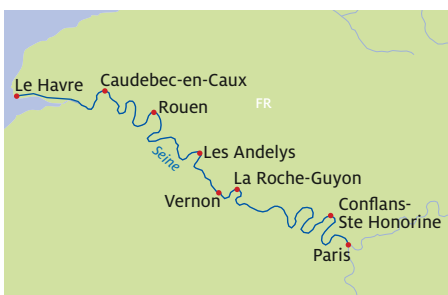 Caudebec-en-Caux
Le Havre
Rouen
FR
Seine
Les Andelys
La Roche-Guyon
Vernon
Conflans-
Ste Honorine
Paris